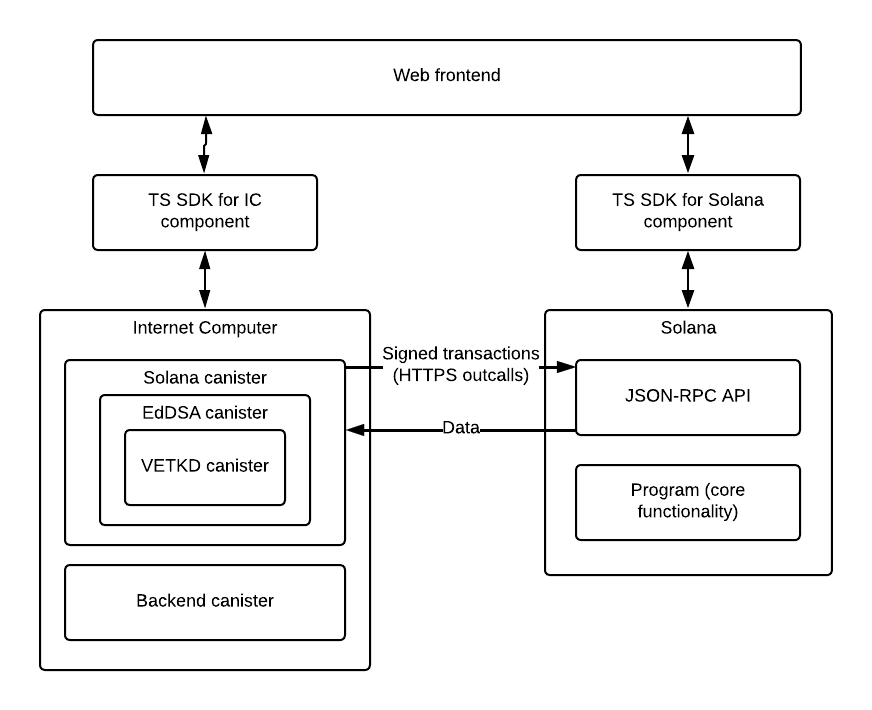 Web frontend
TS SDK for IC
component
TS SDK for Solana
component
Internet Computer
Solana canister
EdDSA canister
VETKD canister
Backend canister
Signed transactions
(HTTPS outcalls)
Data
Solana
JSON-RPC API
Program (core
functionality)